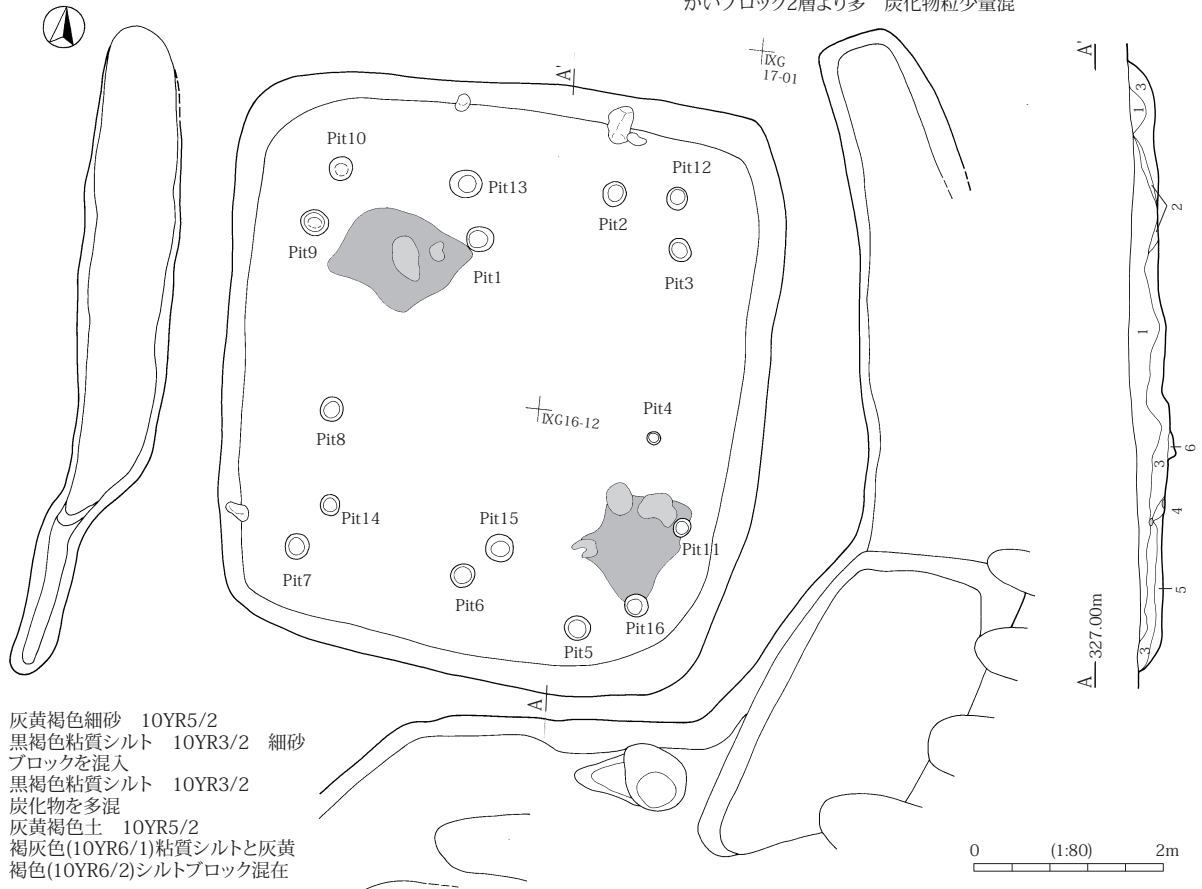 がいブロック2層より多　炭化物粒少量混
ⅨG
17-01
A'
A'
Pit10
Pit13
Pit12
Pit2
Pit9
Pit1
Pit3
ⅨG16-12
Pit4
Pit8
Pit14
Pit15
Pit11
Pit7
Pit6
Pit16
Pit5
A
3
1
2
1
6
3
4
5
3
A
327.00m
灰黄褐色細砂　10YR5/2
黒褐色粘質シルト　10YR3/2　細砂
ブロックを混入
黒褐色粘質シルト　10YR3/2
炭化物を多混
灰黄褐色土　10YR5/2
褐灰色(10YR6/1)粘質シルトと灰黄
褐色(10YR6/2)シルトブロック混在
0 (1:80) 2m